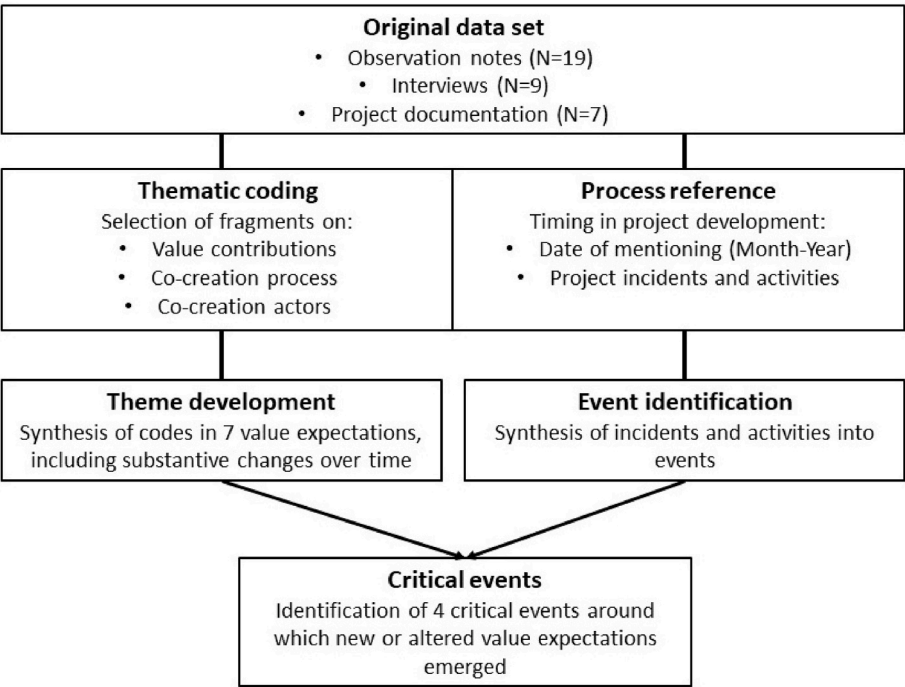 Original data set
• Observation notes (N=19)
• Interviews (N=9)
• Project documentation (N=7)
Thematic coding
Selection of fragments on:
• Value contributions
• Co-creation process
• Co-creation actors
Process reference
Timing in project development:
• Date of mentioning (Month-Year)
• Project incidents and activities
Theme development
Synthesis of codes in 7 value expectations,
including substantive changes over time
Event identification
Synthesis of incidents and activities into
events
Critical events
Identification of 4 critical events around
which new or altered value expectations
emerged